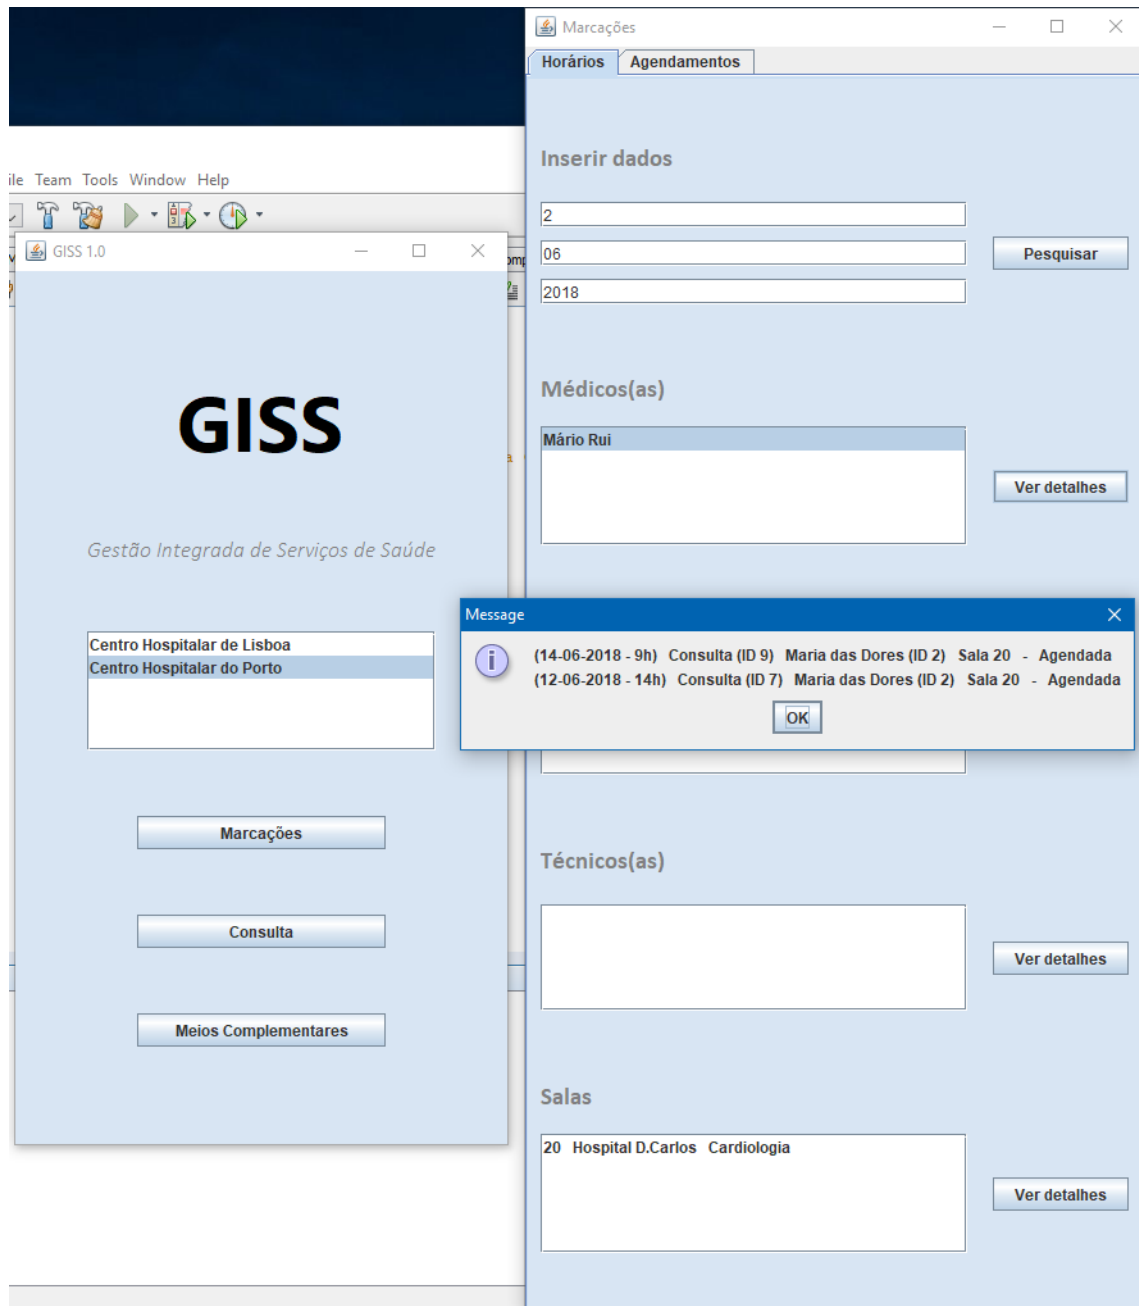 Marcações
Horários Agendamentos
Inserir dados
2
06
2018
Pesquisar
Médicos(as)
Mário Rui
Ver detalhes
Team Tools Window Help
GISS 1.0
GISS
Gestão Integrada de Serviços de Saúde
Centro Hospitalar de Lisboa
Centro Hospitalar do Porto
Marcações
Consulta
Meios Complementares
Message
(14-06-2018 - 9h) Consulta (ID 9) Maria das Dores (ID 2) Sala 20 - Agendada
(12-06-2018 - 14h) Consulta (ID 7) Maria das Dores (ID 2) Sala 20 - Agendada
OK
Técnicos(as)
Ver detalhes
Salas
20 Hospital D.Carlos Cardiologia
Ver detalhes